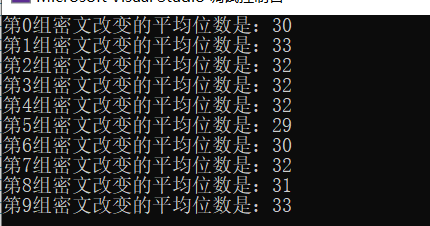 Microsoft Visual Studio 调试控制台
第0组密文改变的平均位数是：30
第1组密文改变的平均位数是：33
第2组密文改变的平均位数是：32
第3组密文改变的平均位数是：32
第4组密文改变的平均位数是：32
第5组密文改变的平均位数是：29
第6组密文改变的平均位数是：30
第7组密文改变的平均位数是：32
第8组密文改变的平均位数是：31
第9组密文改变的平均位数是：33